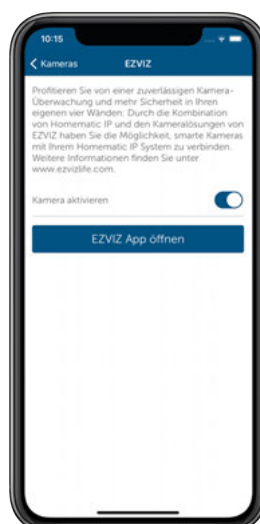 10:15
Kameras EZVIZ
Profitieren Sie von einer zuverlässigen Kamera-
Überwachung und mehr Sicherheit in Ihren
eigenen vier Wänden: Durch die Kombination
von Homematic IP und den Kameralösungen von
EZVIZ haben Sie die Möglichkeit, smarte Kameras
mit Ihrem Homematic IP System zu verbinden.
Weitere Informationen finden Sie unter
www.ezvizlife.com.
Kamera aktivieren
EZVIZ App öffnen